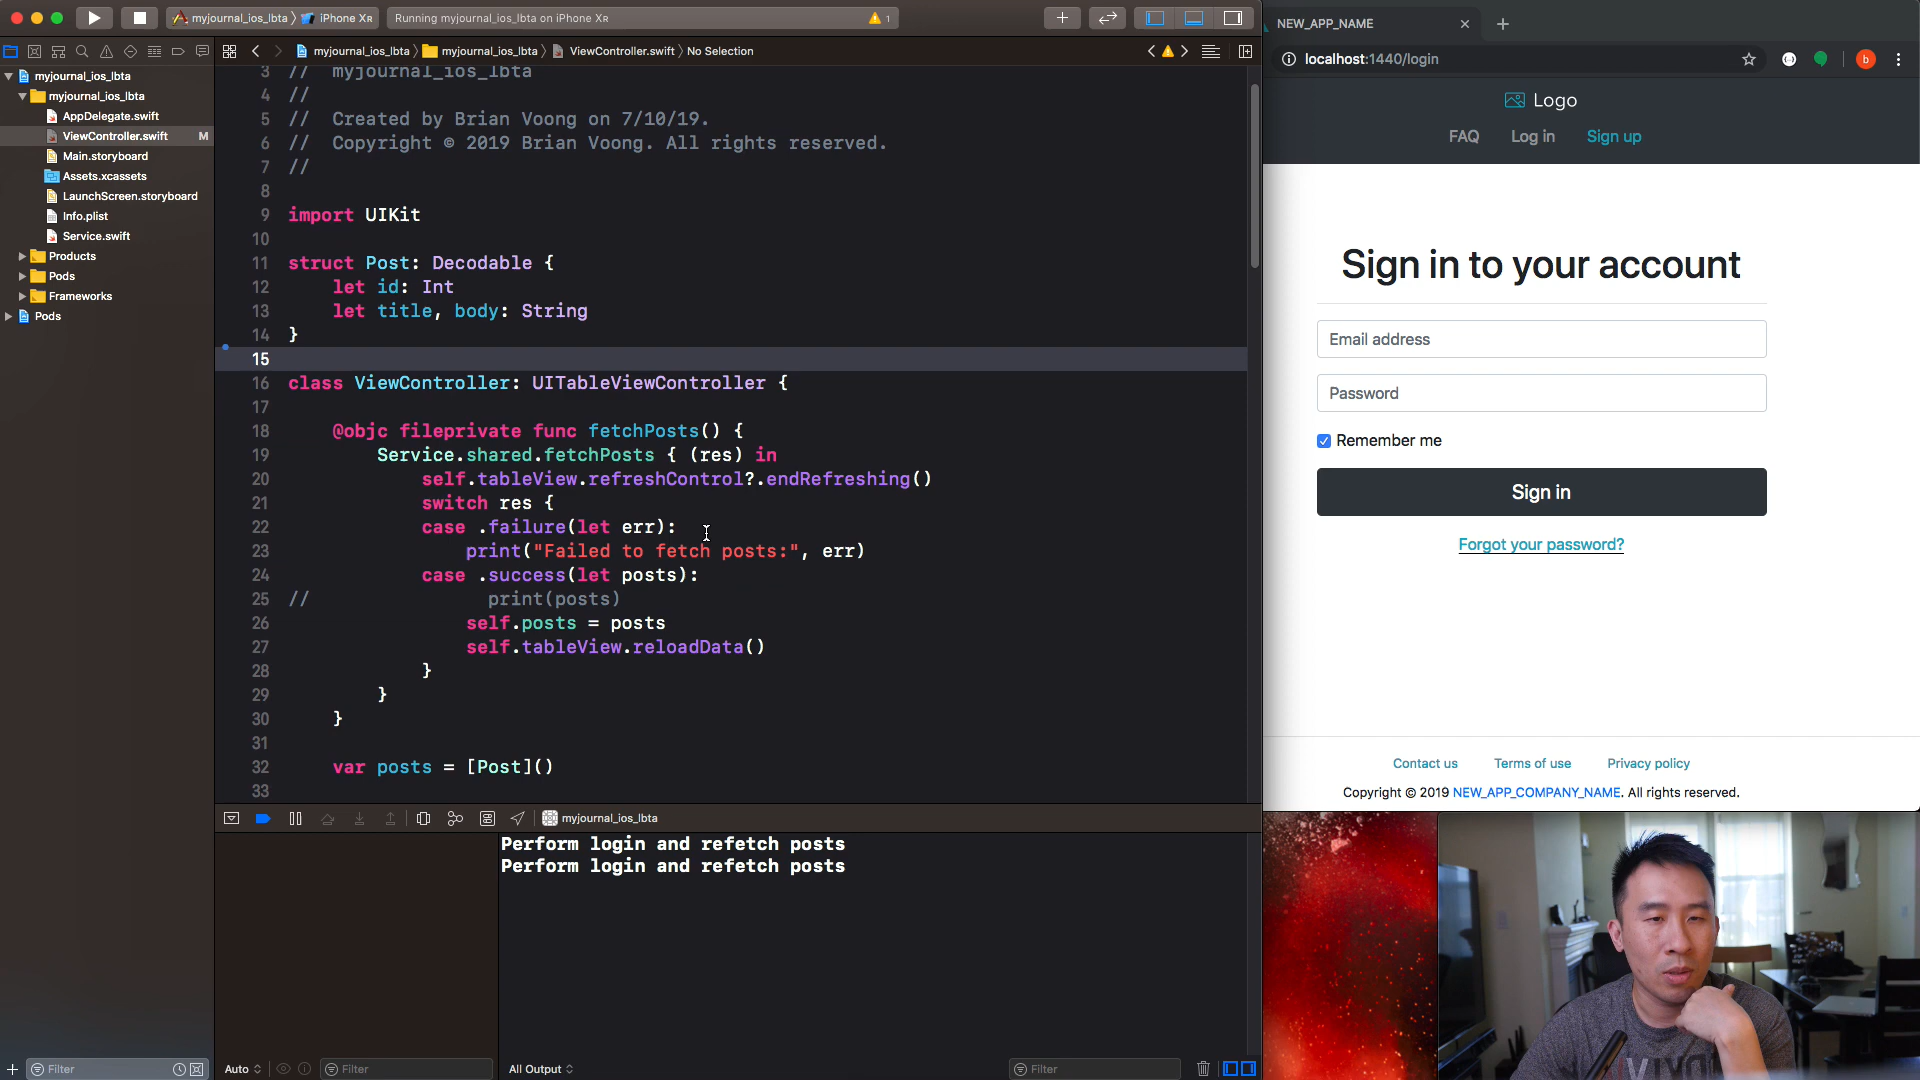 myjournal_ios_lbta
iPhone XR
Running myjournal_ios_lbta on iPhone XR
1
myjournal_ios_lbta
myjournal_ios_lbta
ViewController.swift
No Selection
myjournal_ios_lbta
myjournal_ios_lbta
AppDelegate.swift
ViewController.swift M
Main.storyboard
Assets.xcassets
LaunchScreen.storyboard
Info.plist
Service.swift
Products
Pods
Frameworks
Pods
3 // myjournal_ios_lbta
4 //
5 // Created by Brian Voong on 7/10/19.
6 // Copyright © 2019 Brian Voong. All rights reserved.
7 //
8
9 import UIKit
10
11 struct Post: Decodable {
12 let id: Int
13 let title, body: String
14 }
15
16 class ViewController: UITableViewController {
17
18 @objc fileprivate func fetchPosts() {
19 Service.shared.fetchPosts { (res) in
20 self.tableView.refreshControl?.endRefreshing()
21 switch res {
22 case .failure(let err):
23 print("Failed to fetch posts:", err)
24 case .success(let posts):
25 // print(posts)
26 self.posts = posts
27 self.tableView.reloadData()
28 }
29 }
30 }
31
32 var posts = [Post]()
33
myjournal_ios_lbta
Perform login and refetch posts
Perform login and refetch posts
Filter
Auto
Filter
All Output
Filter
NEW_APP_NAME
localhost:1440/login
b
Logo
FAQ
Log in
Sign up
Sign in to your account
Email address
Password
Remember me
Sign in
Forgot your password?
Contact us
Terms of use
Privacy policy
Copyright © 2019 NEW_APP_COMPANY_NAME. All rights reserved.